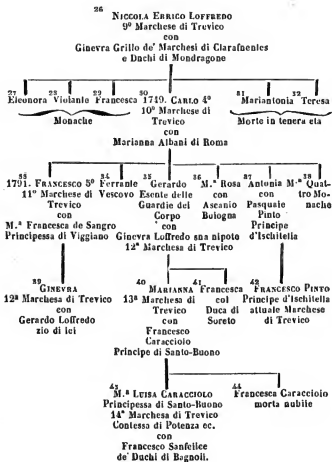 26
NICCOLA ERRICO LOFFREDO
9º Marchese di Trevico
con
Ginevra Grillo de' Marchesi di Clarafuentes
e Duchi di Mondragone
27 28 29 30 31 32
Eleonora Violante Francesca 1749. CARLO 4º Mariantonia Teresa
10º Marchese di
Monache Trevico Morte in tenera età
con
Marianna Albani di Roma
33 34 35 36 37 38
1791. FRANCESCO 5º Ferrante Gerardo M.ª Rosa Antonia M.ª Quat-
11º Marchese di Vescovo Esente delle con con tro Mo-
Trevico Guardie del Ascanio Pasquale nache
con Corpo Bologna Pinto
M.ª Francesca de Sangro con Principe
Principessa di Viggiano Ginevra Loffredo sua nipote d'Ischitella
12ª Marchesa di Trevico
39 40 41 42
GINEVRA MARIANNA Francesca FRANCESCO PINTO
12ª Marchesa di Trevico 13ª Marchesa di col Principe d'Ischitella
con Trevico Duca di attuale Marchese
Gerardo Loffredo con Soreto di Trevico
zio di lei Francesco
Caracciolo
Principe di Santo-Buono
43 44
M.ª LUISA CARACCIOLO Francesca Caracciolo
Principessa di Santo-Buono morta nubile
14ª Marchesa di Trevico
Contessa di Potenza ec.
con
Francesco Sanfelice
de' Duchi di Bagnoli.